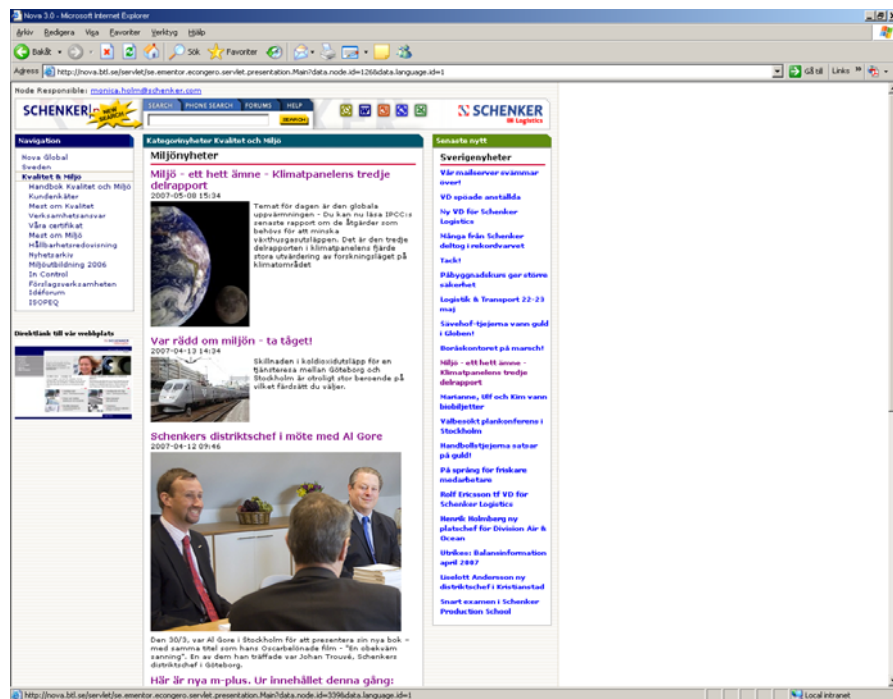 Nova 3.0 - Microsoft Internet Explorer
Arkiv Redigera Visa Favoriter Verktyg Hjälp
Bakåt Sök Favoriter
Adress http://nova.btl.se/servlet/se.ementor.econgero.servlet.presentation.Main?data.node.id=126&data.language.id=1 Gå till Links
Node Responsible: monica.holm@schenker.com
SCHENKER NEW SEARCH
SEARCH PHONE SEARCH FORUMS HELP
SEARCH
SCHENKER
Logistics
Navigation
Nova Global
Sweden
Kvalitet & Miljö
Handbok Kvalitet och Miljö
Kundenkäter
Mest om Kvalitet
Verksamhetsansvar
Våra certifikat
Mest om Miljö
Hållbarhetsredovisning
Nyhetsarkiv
Miljöutbildning 2006
In Control
Förslagsverksamheten
Idéforum
ISOPEQ
Direktlänk till vår webbplats
Kategorinyheter Kvalitet och Miljö
Miljönyheter
Miljö - ett hett ämne - Klimatpanelens tredje
delrapport
2007-05-08 15:34
Temat för dagen är den globala
uppvärmningen - Du kan nu läsa IPCC:s
senaste rapport om de åtgärder som
behövs för att minska
växthusgasutsläppen. Det är den tredje
delrapporten i klimatpanelens fjärde
stora utvärdering av forskningsläget på
klimatområdet
Var rädd om miljön - ta tåget!
2007-04-13 14:34
Skillnaden i koldioxidutsläpp för en
tjänsteresa mellan Göteborg och
Stockholm är otroligt stor beroende på
vilket färdsätt du väljer.
Schenkers distriktschef i möte med Al Gore
2007-04-12 09:46
Den 30/3, var Al Gore i Stockholm för att presentera sin nya bok –
med samma titel som hans Oscarbelönade film - "En obekväm
sanning". En av dem han träffade var Johan Trouvé, Schenkers
distriktschef i Göteborg.
Här är nya m-plus. Ur innehållet denna gång:
Senaste nytt
Sverigenyheter
Vår mailserver svämmar
över!
VD spöade anställda
Ny VD för Schenker
Logistics
Många från Schenker
deltog i rekordvarvet
Tack!
Påbyggnadskurs ger större
säkerhet
Logistik & Transport 22-23
maj
Sävehof-tjejerna vann guld
i Globen!
Boråskontoret på marsch!
Miljö - ett hett ämne -
Klimatpanelens tredje
delrapport
Marianne, Ulf och Kim vann
biobiljetter
Välbesökt plankonferens i
Stockholm
Handbollstjejerna satsar
på guld!
På språng för friskare
medarbetare
Rolf Ericsson tf VD för
Schenker Logistics
Henrik Holmberg ny
platschef för Division Air &
Ocean
Utrikes: Balansinformation
april 2007
Liselott Andersson ny
distriktschef i Kristianstad
Snart examen i Schenker
Production School
http://nova.btl.se/servlet/se.ementor.econgero.servlet.presentation.Main?data.node.id=339&data.language.id=1 Local intranet